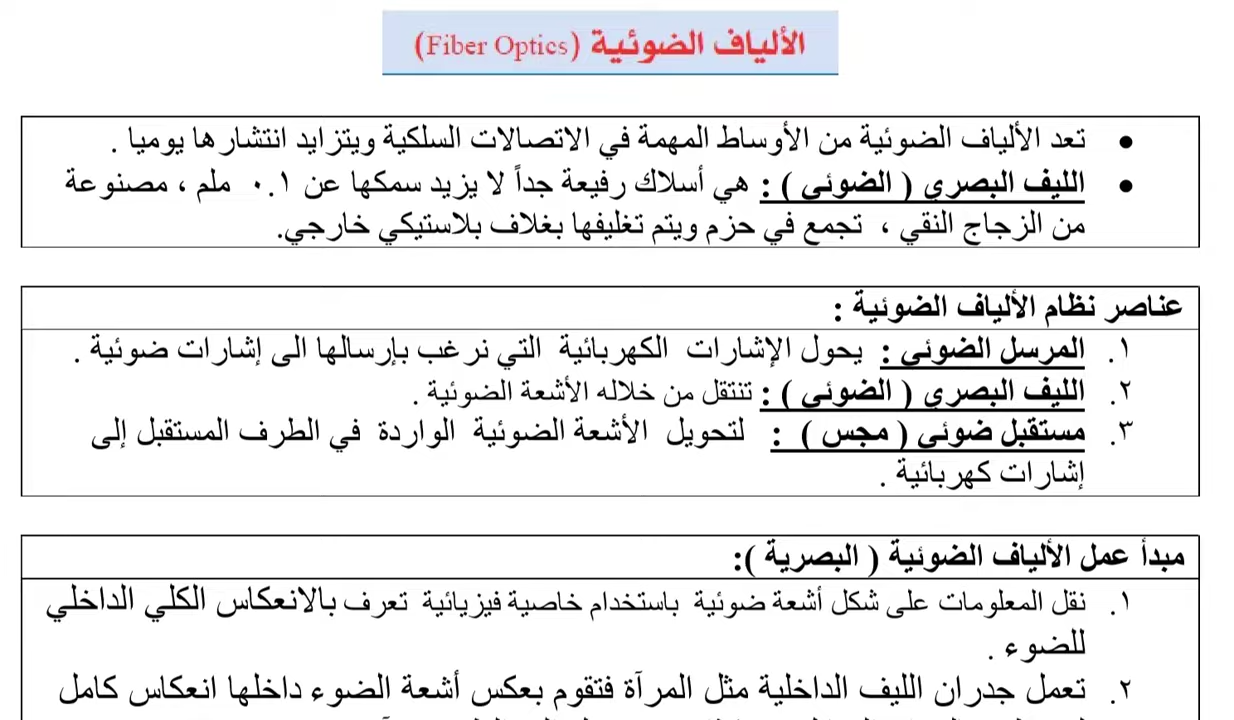 الألياف الضوئية (Fiber Optics)
• تعد الألياف الضوئية من الأوساط المهمة في الاتصالات السلكية ويتزايد انتشارها يوميا .
• الليف البصري ( الضوئي ) : هي أسلاك رفيعة جداً لا يزيد سمكها عن ٠.١ ملم ، مصنوعة
من الزجاج النقي ، تجمع في حزم ويتم تغليفها بغلاف بلاستيكي خارجي.
عناصر نظام الألياف الضوئية :
١. المرسل الضوئي : يحول الإشارات الكهربائية التي نرغب بإرسالها الى إشارات ضوئية .
٢. الليف البصري ( الضوئي ) : تنتقل من خلاله الأشعة الضوئية .
٣. مستقبل ضوئي ( مجس ) : لتحويل الأشعة الضوئية الواردة في الطرف المستقبل إلى
إشارات كهربائية .
مبدأ عمل الألياف الضوئية ( البصرية ):
١. نقل المعلومات على شكل أشعة ضوئية باستخدام خاصية فيزيائية تعرف بالانعكاس الكلي الداخلي
للضوء .
٢. تعمل جدران الليف الداخلية مثل المرآة فتقوم بعكس أشعة الضوء داخلها انعكاس كامل